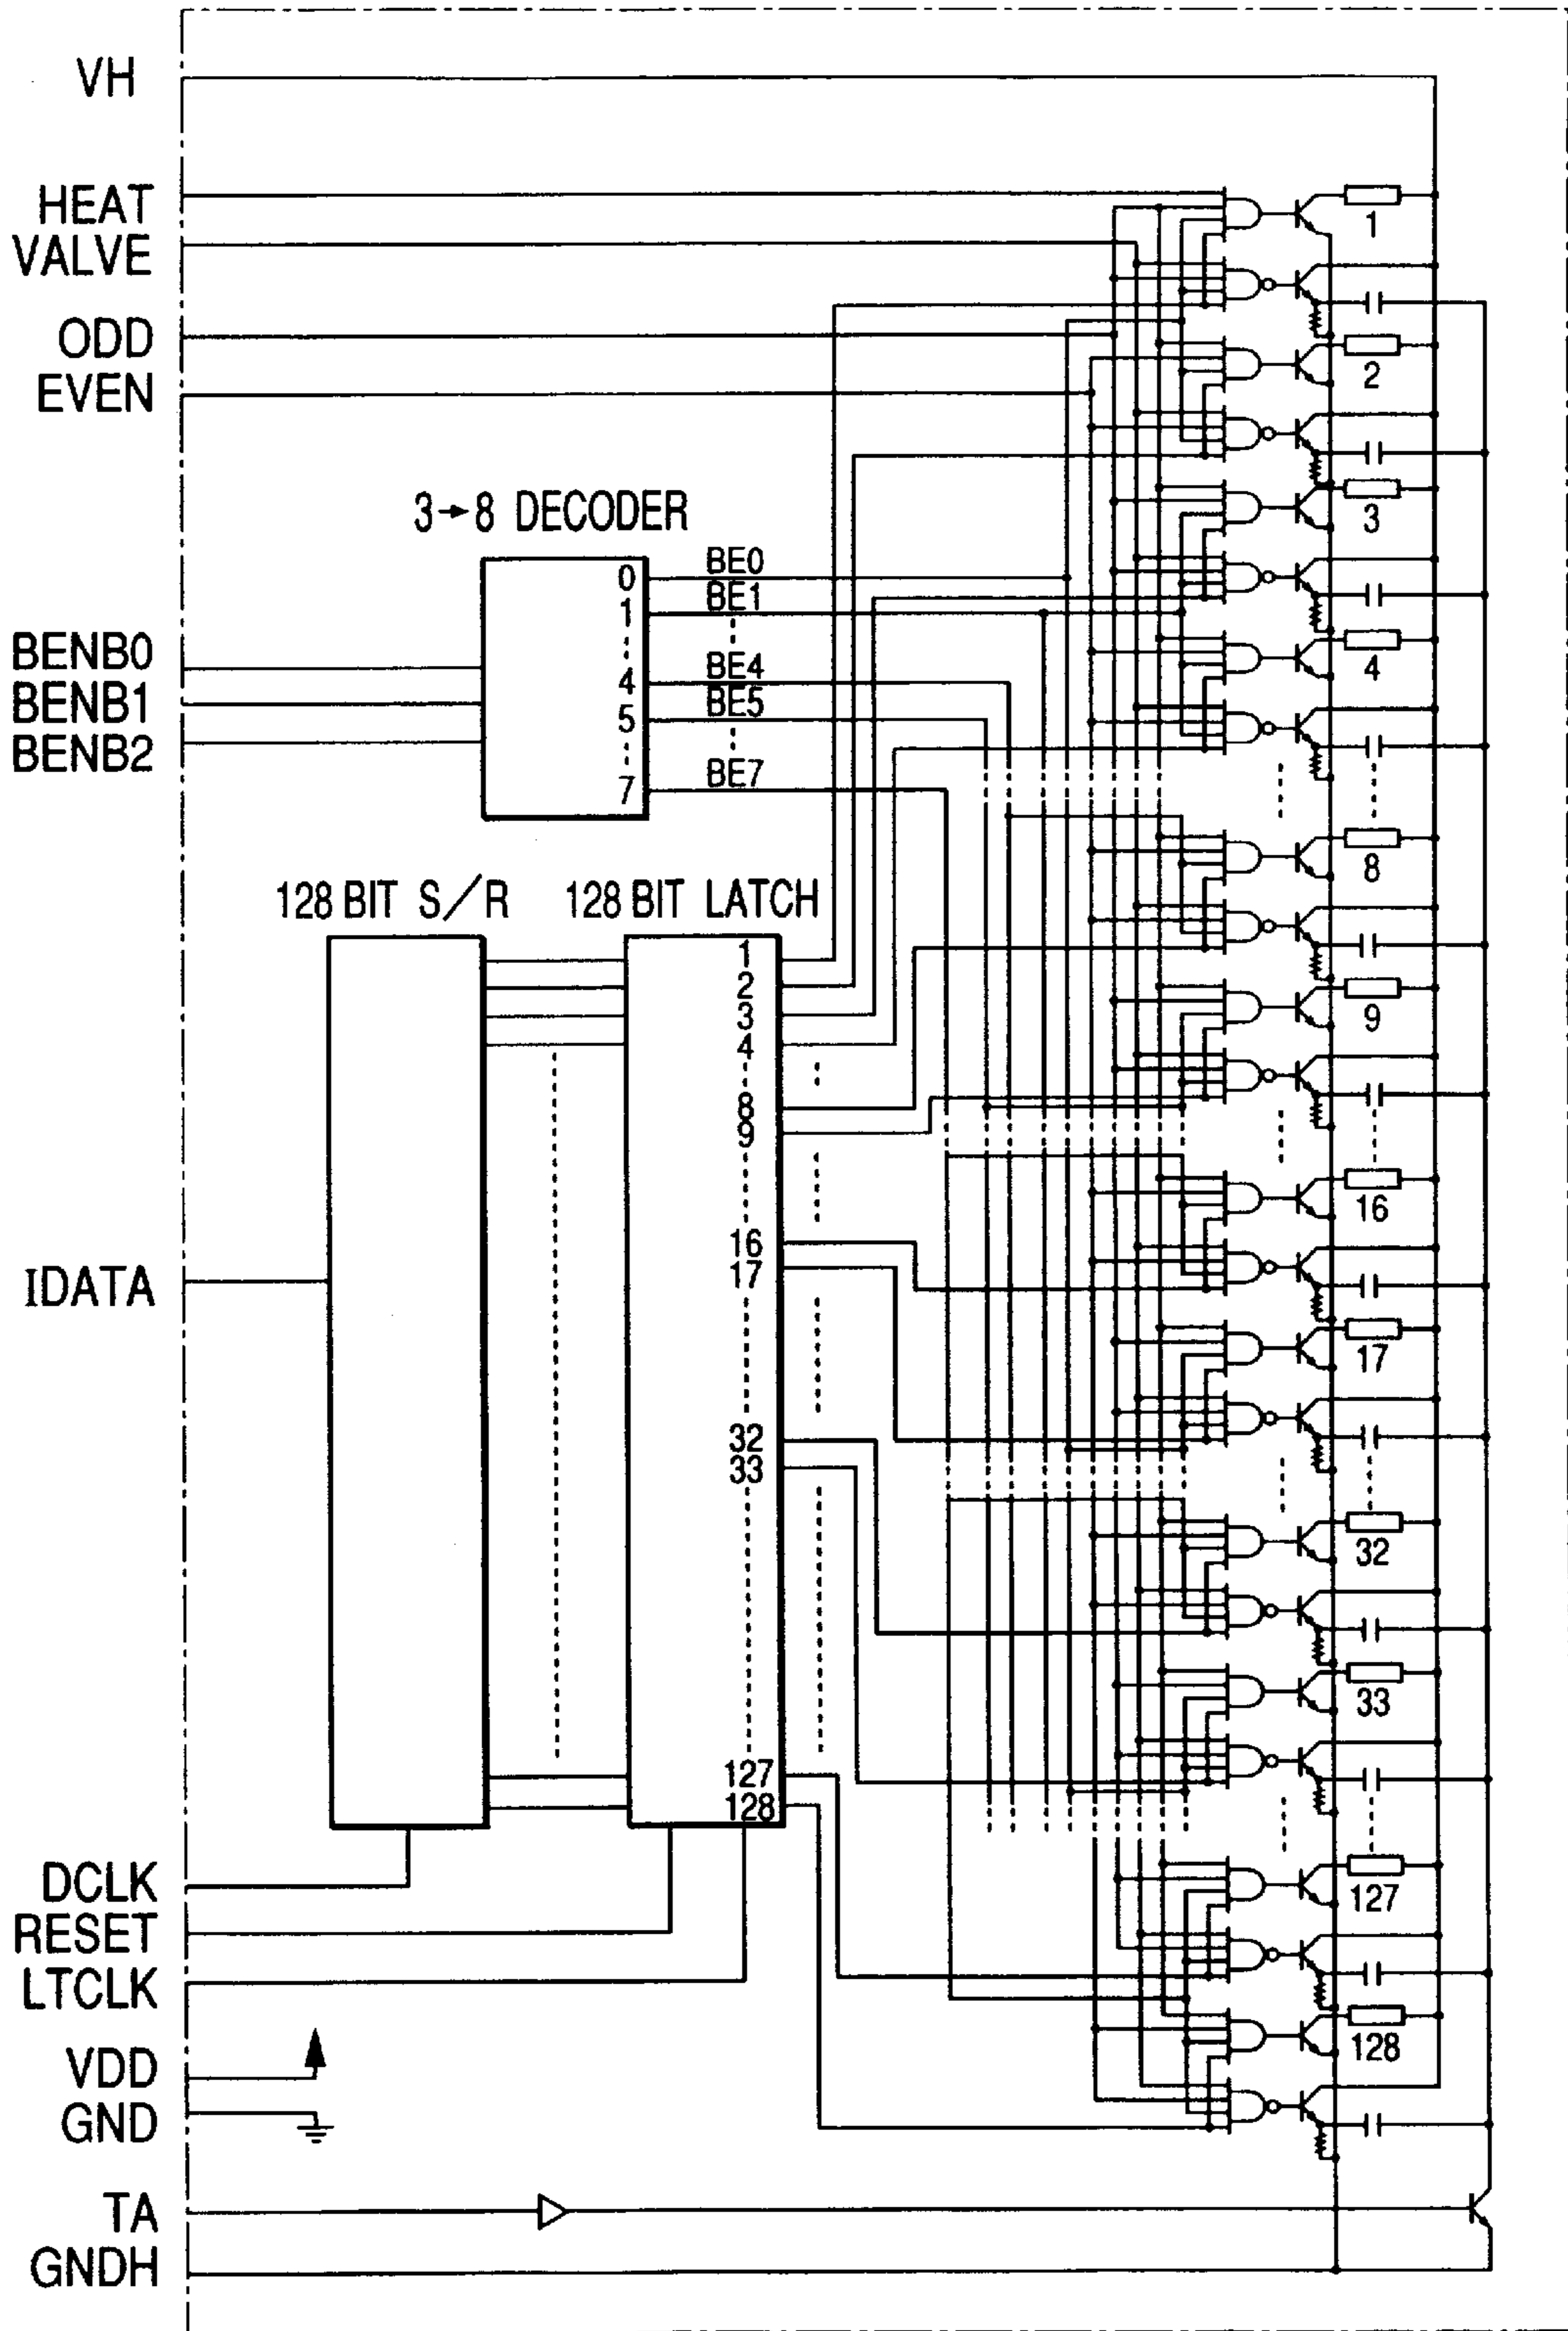 VH
HEAT
VALVE
ODD
EVEN
3→8 DECODER
0 BE0
1 BE1
4 BE4
5 BE5
7 BE7
BENB0
BENB1
BENB2
128 BIT S/R
128 BIT LATCH
1
2
3
4
8
9
16
17
32
33
127
128
IDATA
DCLK
RESET
LTCLK
VDD
GND
TA
GNDH
1
2
3
4
8
9
16
17
32
33
127
128